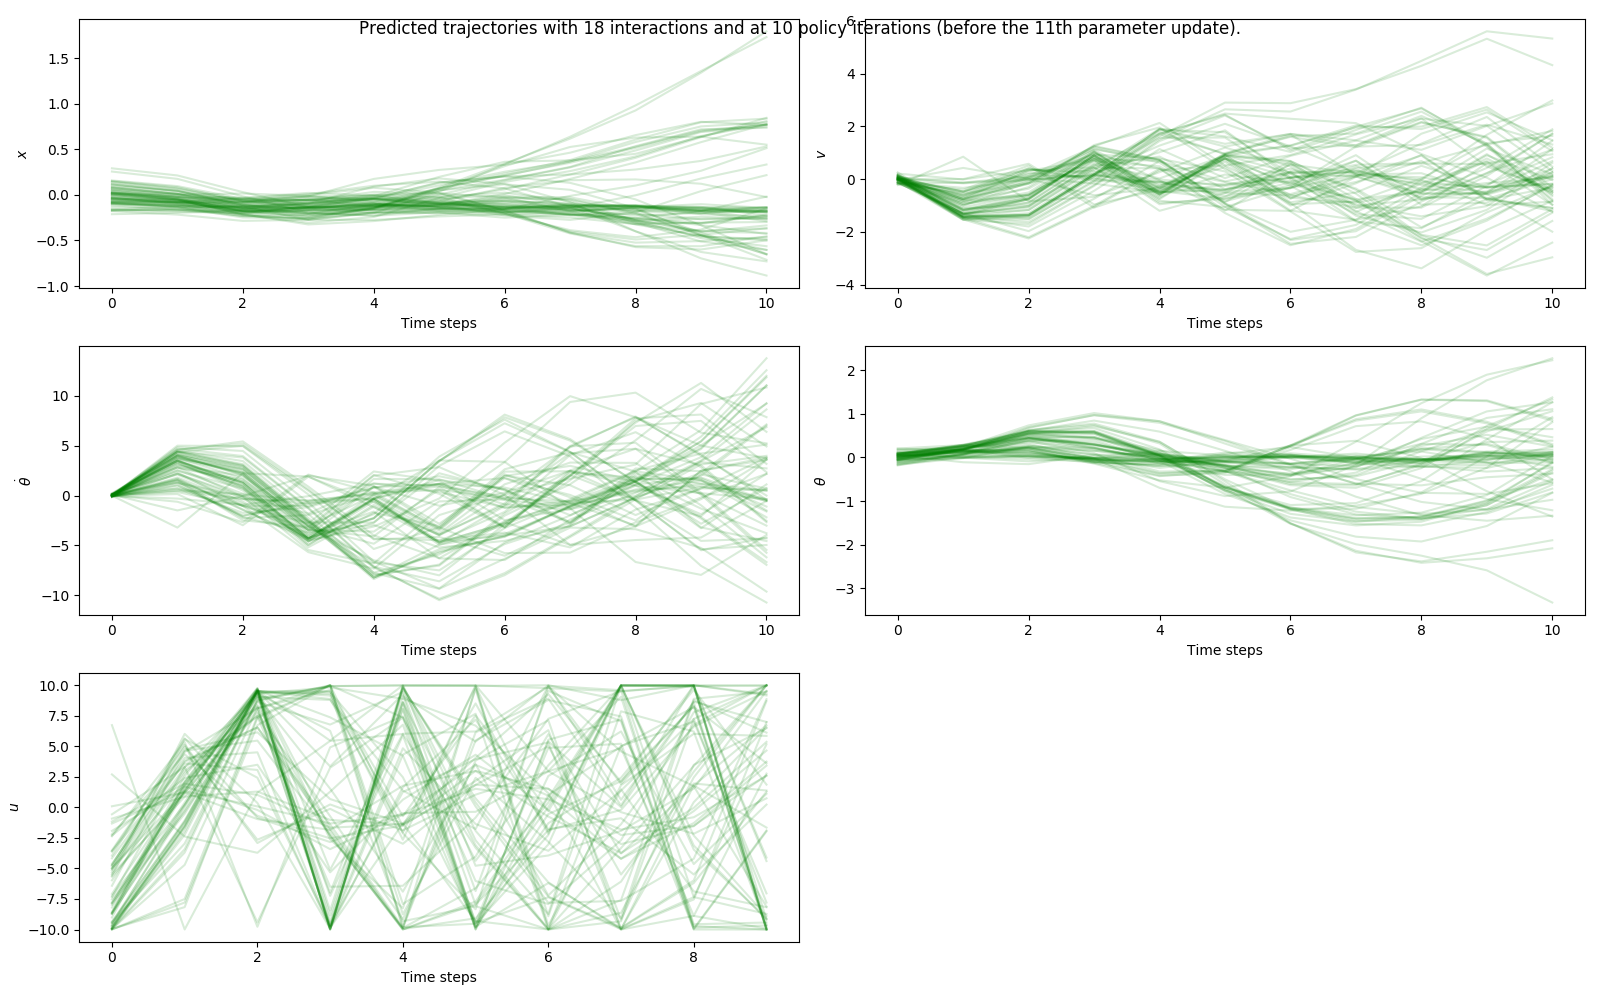 Predicted trajectories with 18 interactions and at 10 policy iterations (before the 11th parameter update).
x
1.5
1.0
0.5
0.0
−0.5
−1.0
0 2 4 6 8 10
Time steps
v
6
4
2
0
−2
−4
0 2 4 6 8 10
Time steps
θ̇
10
5
0
−5
−10
0 2 4 6 8 10
Time steps
θ
2
1
0
−1
−2
−3
0 2 4 6 8 10
Time steps
u
10.0
7.5
5.0
2.5
0.0
−2.5
−5.0
−7.5
−10.0
0 2 4 6 8
Time steps